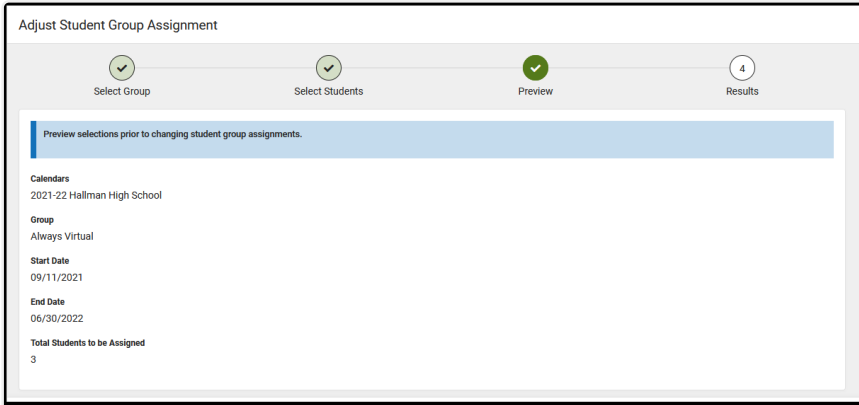 Adjust Student Group Assignment
4
Select Group
Select Students
Preview
Results
Preview selections prior to changing student group assignments.
Calendars
2021-22 Hallman High School
Group
Always Virtual
Start Date
09/11/2021
End Date
06/30/2022
Total Students to be Assigned
3